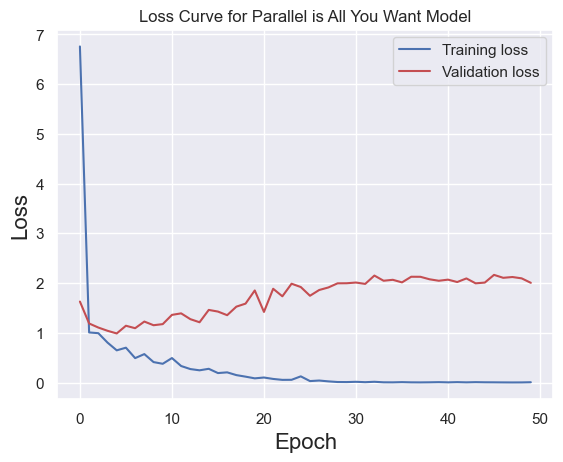 Loss Curve for Parallel is All You Want Model
7
6
5
4
3
2
1
0
Loss
Training loss
Validation loss
0 10 20 30 40 50
Epoch